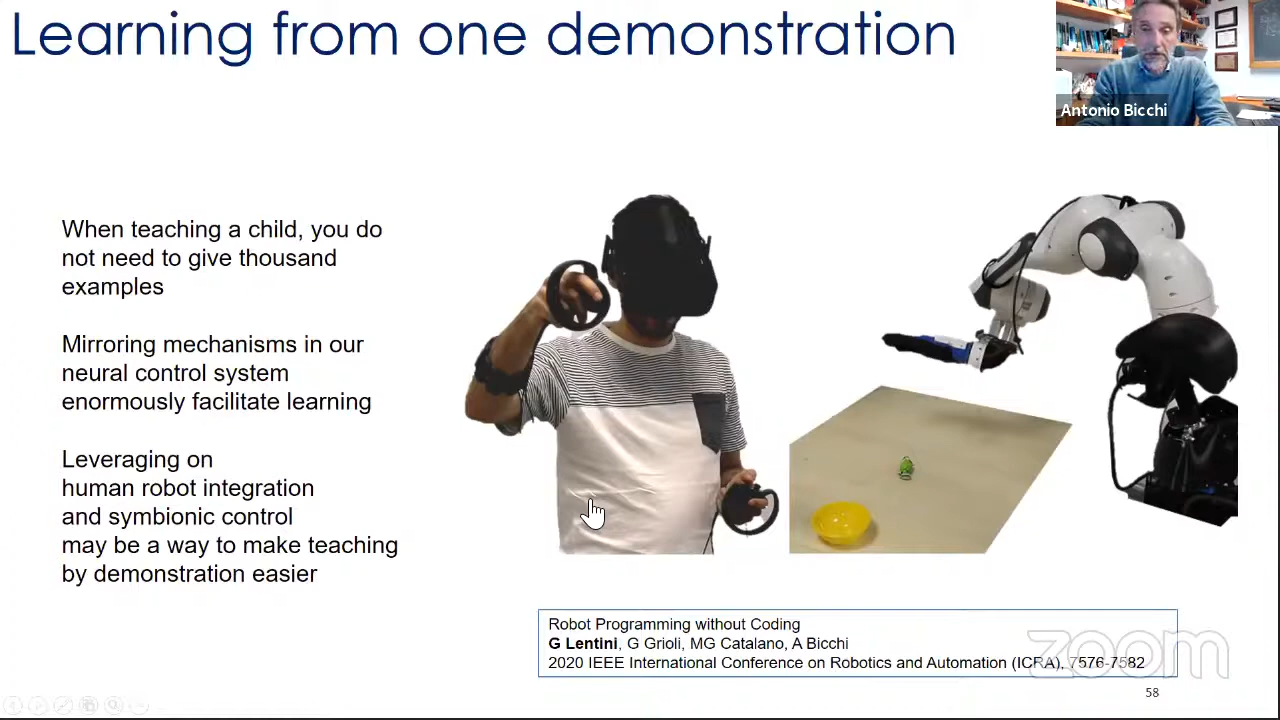 Learning from one demonstration
Antonio Bicchi
When teaching a child, you do
not need to give thousand
examples
Mirroring mechanisms in our
neural control system
enormously facilitate learning
Leveraging on
human robot integration
and symbionic control
may be a way to make teaching
by demonstration easier
Robot Programming without Coding
G Lentini, G Grioli, MG Catalano, A Bicchi
2020 IEEE International Conference on Robotics and Automation (ICRA), 7576-7582
zoom
58